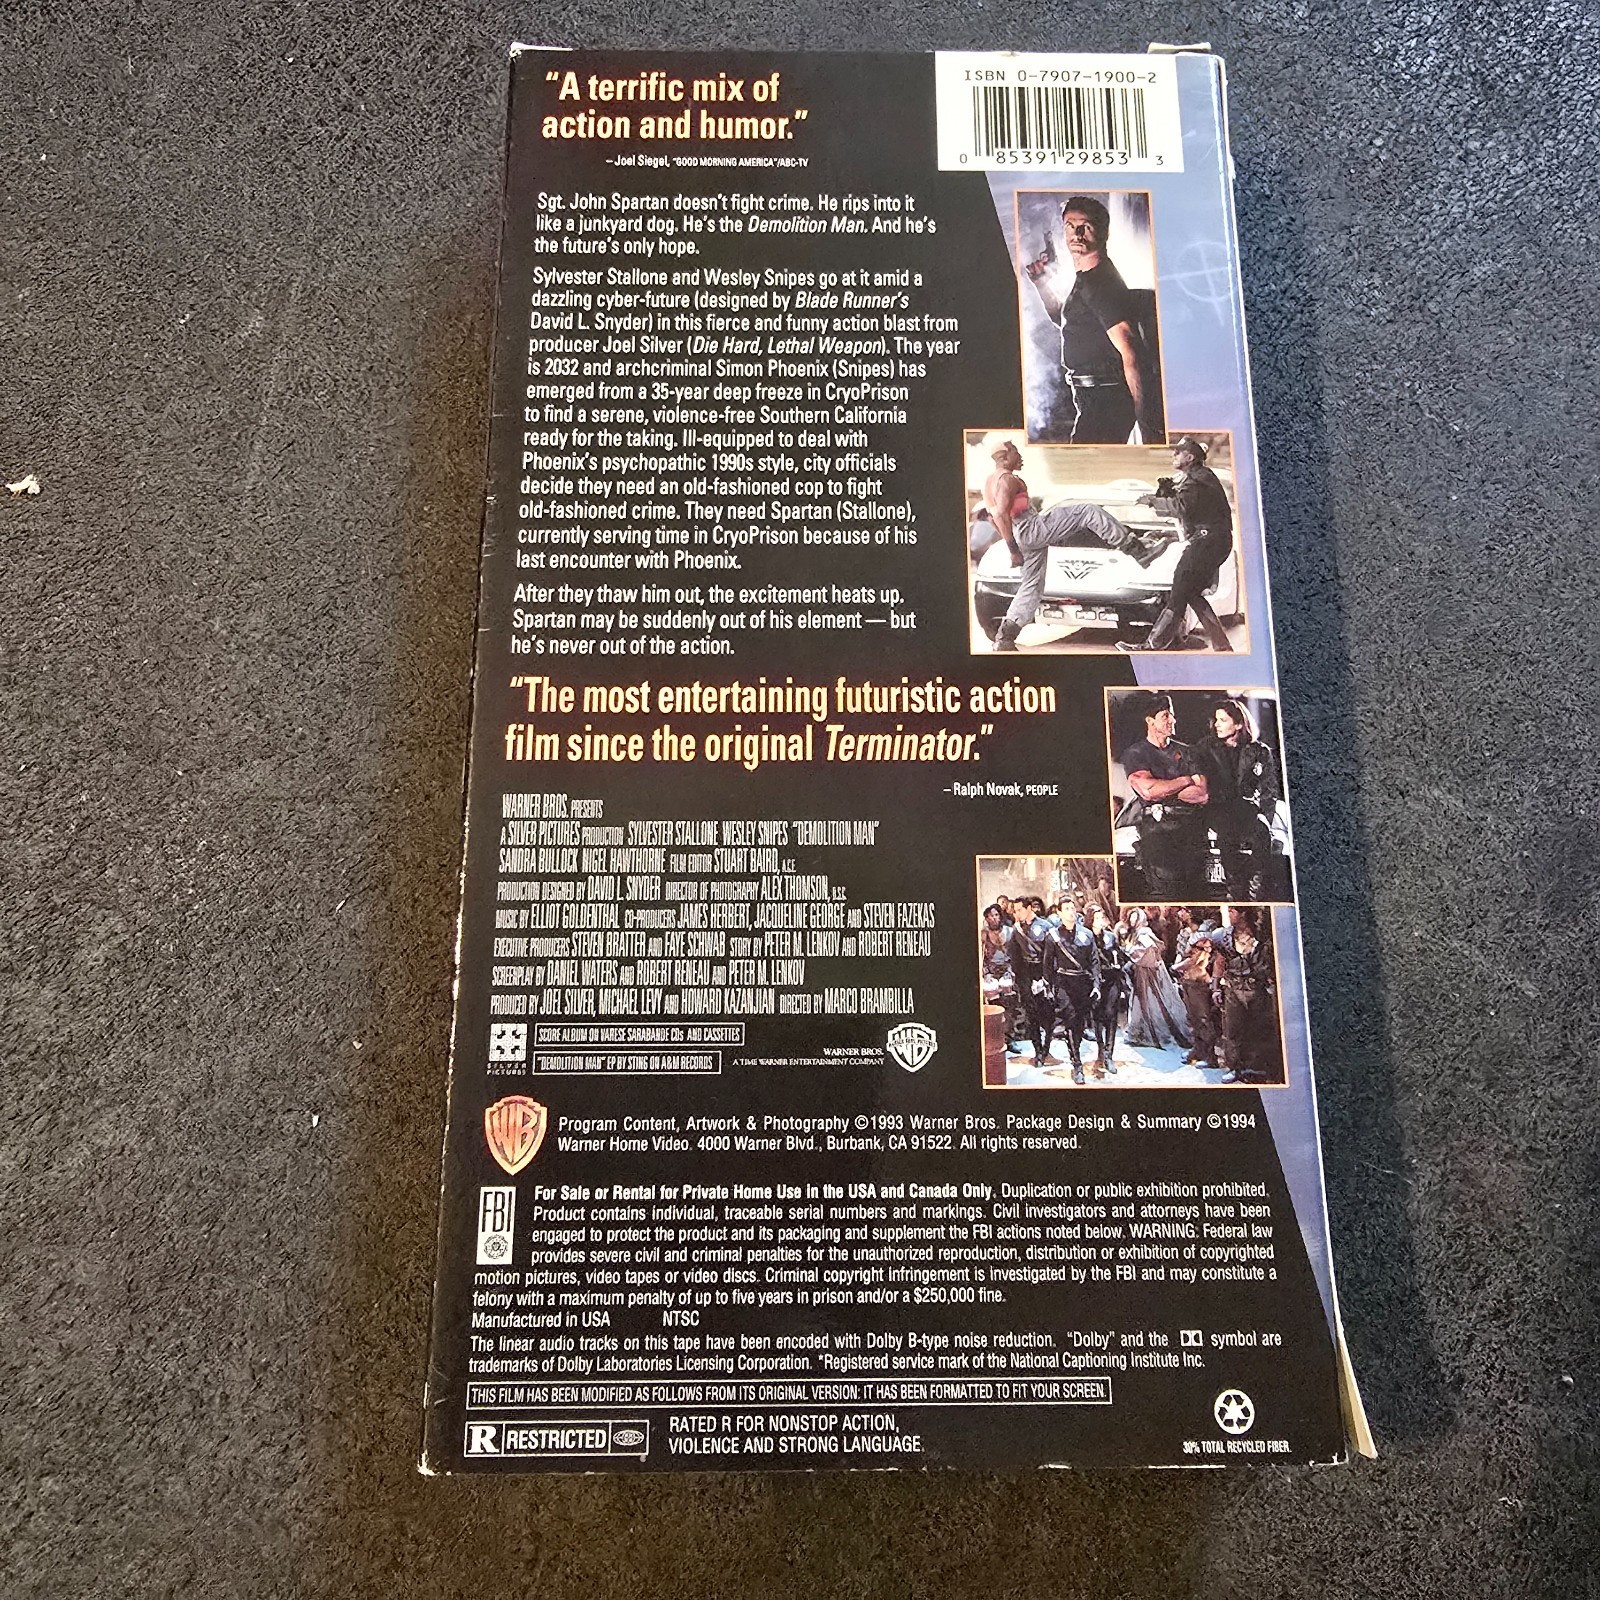 "A terrific mix of
action and humor."
– Joel Siegel, "GOOD MORNING AMERICA"/ABC-TV
ISBN 0-7907-1900-2
0 85391 29853 3
Sgt. John Spartan doesn't fight crime. He rips into it
like a junkyard dog. He's the Demolition Man. And he's
the future's only hope.
Sylvester Stallone and Wesley Snipes go at it amid a
dazzling cyber-future (designed by Blade Runner's
David L. Snyder) in this fierce and funny action blast from
producer Joel Silver (Die Hard, Lethal Weapon). The year
is 2032 and archcriminal Simon Phoenix (Snipes) has
emerged from a 35-year deep freeze in CryoPrison
to find a serene, violence-free Southern California
ready for the taking. Ill-equipped to deal with
Phoenix's psychopathic 1990s style, city officials
decide they need an old-fashioned cop to fight
old-fashioned crime. They need Spartan (Stallone),
currently serving time in CryoPrison because of his
last encounter with Phoenix.
After they thaw him out, the excitement heats up.
Spartan may be suddenly out of his element — but
he's never out of the action.
"The most entertaining futuristic action
film since the original Terminator."
– Ralph Novak, PEOPLE
WARNER BROS. PRESENTS
A SILVER PICTURES PRODUCTION SYLVESTER STALLONE WESLEY SNIPES "DEMOLITION MAN"
SANDRA BULLOCK NIGEL HAWTHORNE FILM EDITOR STUART BAIRD, A.C.E.
PRODUCTION DESIGNED BY DAVID L. SNYDER DIRECTOR OF PHOTOGRAPHY ALEX THOMSON, B.S.C.
MUSIC BY ELLIOT GOLDENTHAL CO-PRODUCERS JAMES HERBERT, JACQUELINE GEORGE AND STEVEN FAZEKAS
EXECUTIVE PRODUCERS STEVEN BRATTER AND FAYE SCHWAB STORY BY PETER M. LENKOV AND ROBERT RENEAU
SCREENPLAY BY DANIEL WATERS AND ROBERT RENEAU AND PETER M. LENKOV
PRODUCED BY JOEL SILVER, MICHAEL LEVY AND HOWARD KAZANJIAN DIRECTED BY MARCO BRAMBILLA
SILVER PICTURES
SCORE ALBUM ON VARESE SARABANDE CDs AND CASSETTES
"DEMOLITION MAN" EP BY STING ON A&M RECORDS
WARNER BROS.
A TIME WARNER ENTERTAINMENT COMPANY
WB
WB
Program Content, Artwork & Photography ©1993 Warner Bros. Package Design & Summary ©1994
Warner Home Video. 4000 Warner Blvd., Burbank, CA 91522. All rights reserved.
FBI
For Sale or Rental for Private Home Use in the USA and Canada Only. Duplication or public exhibition prohibited.
Product contains individual, traceable serial numbers and markings. Civil investigators and attorneys have been
engaged to protect the product and its packaging and supplement the FBI actions noted below. WARNING: Federal law
provides severe civil and criminal penalties for the unauthorized reproduction, distribution or exhibition of copyrighted
motion pictures, video tapes or video discs. Criminal copyright infringement is investigated by the FBI and may constitute a
felony with a maximum penalty of up to five years in prison and/or a $250,000 fine.
Manufactured in USA NTSC
The linear audio tracks on this tape have been encoded with Dolby B-type noise reduction. "Dolby" and the symbol are
trademarks of Dolby Laboratories Licensing Corporation. *Registered service mark of the National Captioning Institute Inc.
THIS FILM HAS BEEN MODIFIED AS FOLLOWS FROM ITS ORIGINAL VERSION: IT HAS BEEN FORMATTED TO FIT YOUR SCREEN.
R RESTRICTED
RATED R FOR NONSTOP ACTION,
VIOLENCE AND STRONG LANGUAGE.
30% TOTAL RECYCLED FIBER.